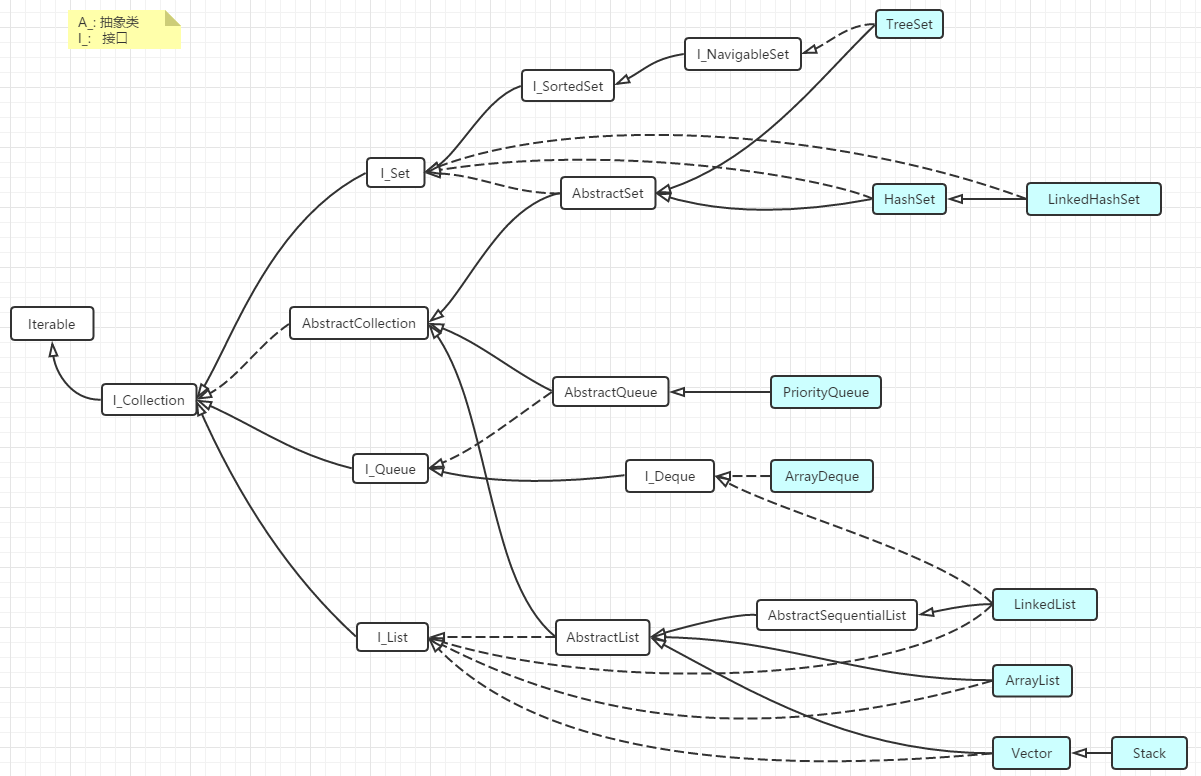 A_: 抽象类
I_: 接口
TreeSet
I_NavigableSet
I_SortedSet
I_Set
AbstractSet
HashSet
LinkedHashSet
Iterable
AbstractCollection
I_Collection
AbstractQueue
PriorityQueue
I_Queue
I_Deque
ArrayDeque
LinkedList
AbstractSequentialList
I_List
AbstractList
ArrayList
Vector
Stack